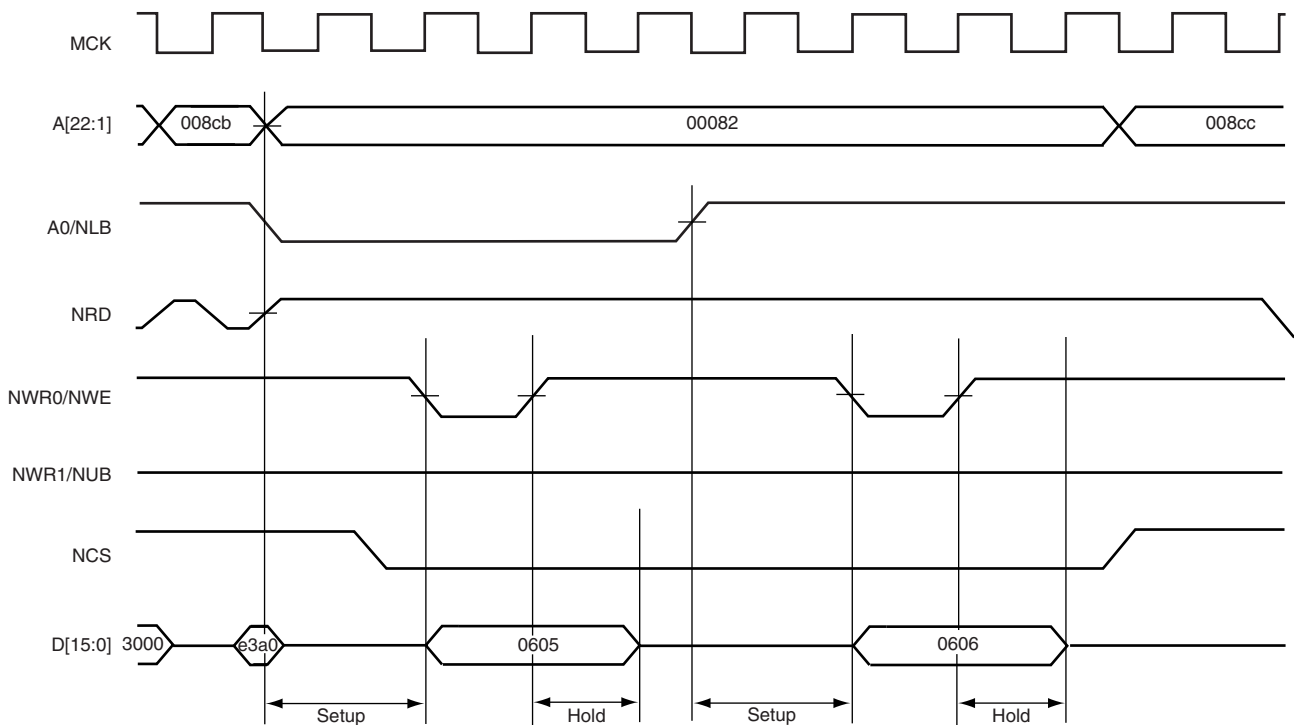 MCK
A[22:1] 008cb 00082 008cc
A0/NLB
NRD
NWR0/NWE
NWR1/NUB
NCS
D[15:0] 3000 e3a0 0605 0606
Setup Hold Setup Hold